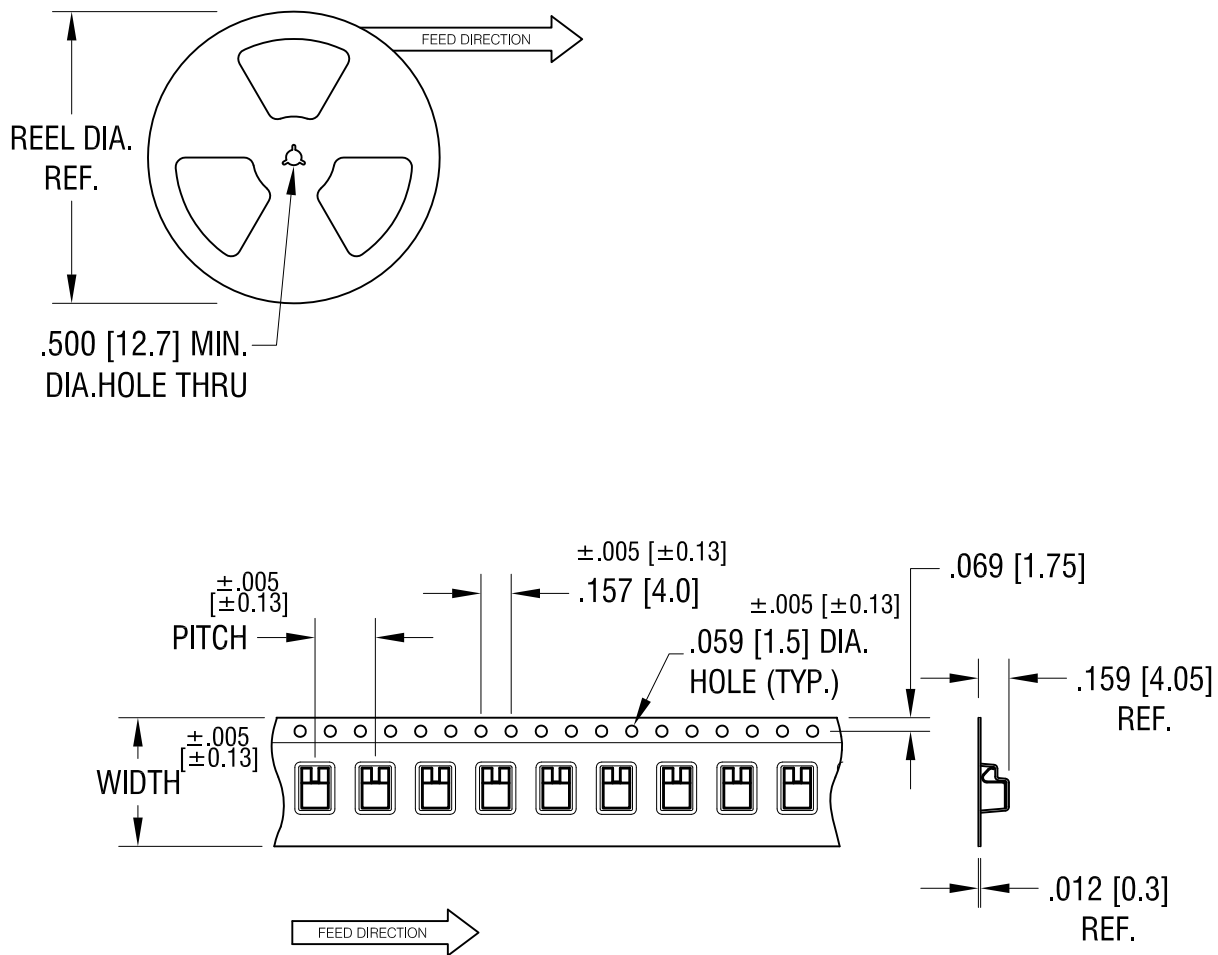 FEED DIRECTION
REEL DIA.
REF.
.500 [12.7] MIN.
DIA.HOLE THRU
±.005 [±0.13]
.157 [4.0]
.069 [1.75]
±.005
[±0.13]
PITCH
±.005 [±0.13]
.059 [1.5] DIA.
HOLE (TYP.)
.159 [4.05]
REF.
±.005
[±0.13]
WIDTH
.012 [0.3]
REF.
FEED DIRECTION